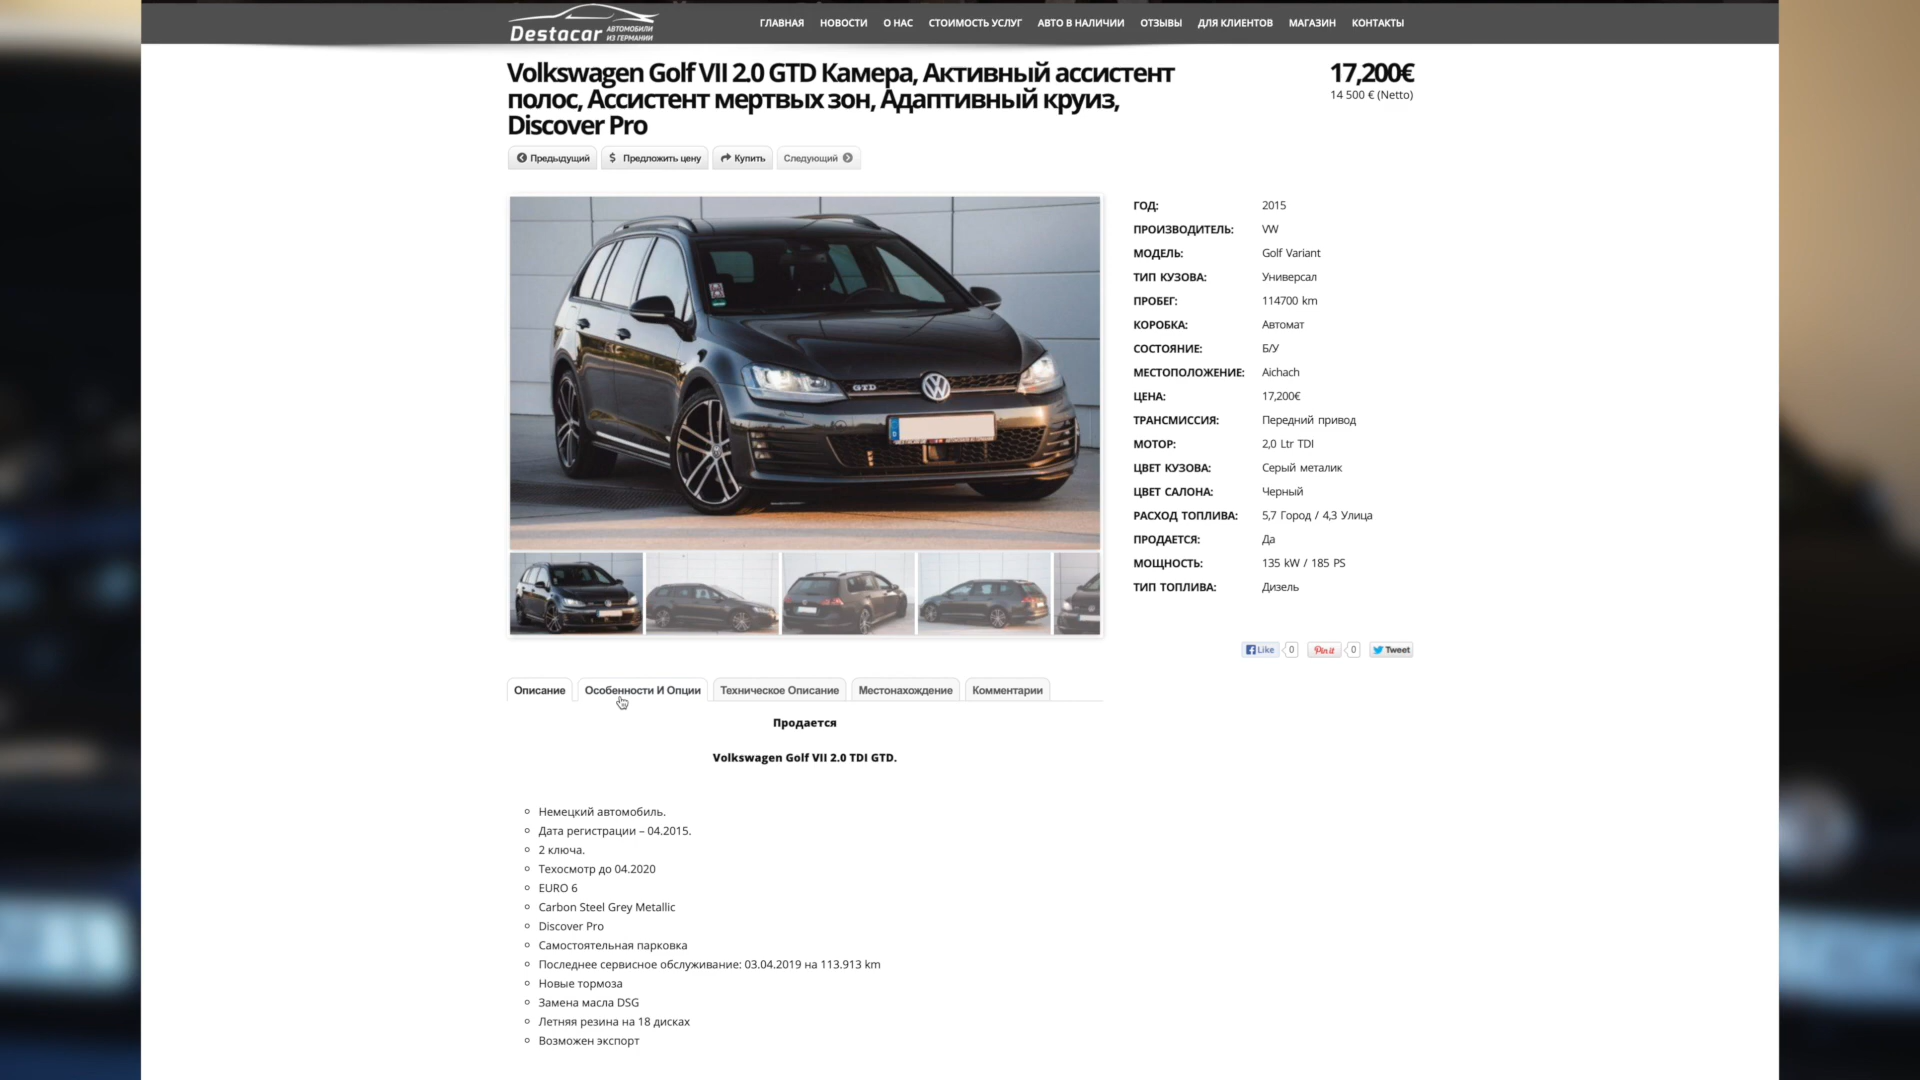 Destacar
АВТОМОБИЛИ
ИЗ ГЕРМАНИИ
ГЛАВНАЯ НОВОСТИ О НАС СТОИМОСТЬ УСЛУГ АВТО В НАЛИЧИИ ОТЗЫВЫ ДЛЯ КЛИЕНТОВ МАГАЗИН КОНТАКТЫ
Volkswagen Golf VII 2.0 GTD Камера, Активный ассистент
полос, Ассистент мертвых зон, Адаптивный круиз,
Discover Pro
17,200€
14 500 € (Netto)
Предыдущий $ Предложить цену Купить Следующий
GTD
ГОД: 2015
ПРОИЗВОДИТЕЛЬ: VW
МОДЕЛЬ: Golf Variant
ТИП КУЗОВА: Универсал
ПРОБЕГ: 114700 km
КОРОБКА: Автомат
СОСТОЯНИЕ: Б/У
МЕСТОПОЛОЖЕНИЕ: Aichach
ЦЕНА: 17,200€
ТРАНСМИССИЯ: Передний привод
МОТОР: 2,0 Ltr TDI
ЦВЕТ КУЗОВА: Серый металик
ЦВЕТ САЛОНА: Черный
РАСХОД ТОПЛИВА: 5,7 Город / 4,3 Улица
ПРОДАЕТСЯ: Да
МОЩНОСТЬ: 135 kW / 185 PS
ТИП ТОПЛИВА: Дизель
Like 0 Pin it 0 Tweet
Описание Особенности И Опции Техническое Описание Местонахождение Комментарии
Продается
Volkswagen Golf VII 2.0 TDI GTD.
Немецкий автомобиль.
Дата регистрации – 04.2015.
2 ключа.
Техосмотр до 04.2020
EURO 6
Carbon Steel Grey Metallic
Discover Pro
Самостоятельная парковка
Последнее сервисное обслуживание: 03.04.2019 на 113.913 km
Новые тормоза
Замена масла DSG
Летняя резина на 18 дисках
Возможен экспорт